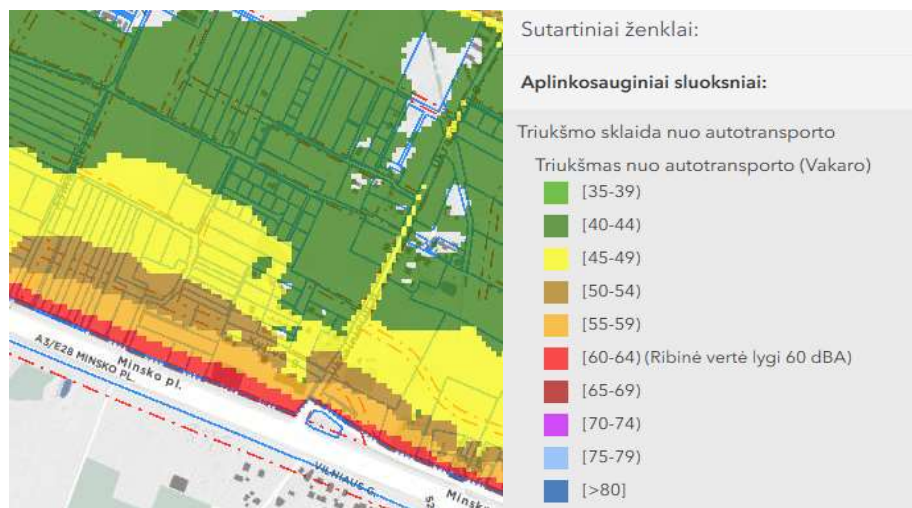 Sutartiniai ženklai:
Aplinkosauginiai sluoksniai:
Triukšmo sklaida nuo autotransporto
Triukšmas nuo autotransporto (Vakaro)
[35-39)
[40-44)
[45-49)
[50-54)
[55-59)
[60-64) (Ribinė vertė lygi 60 dBA)
[65-69)
[70-74)
[75-79)
[>80]
A3/E28 MINSKO PL.
Minsko pl.
VILNIAUS G.
Minsko